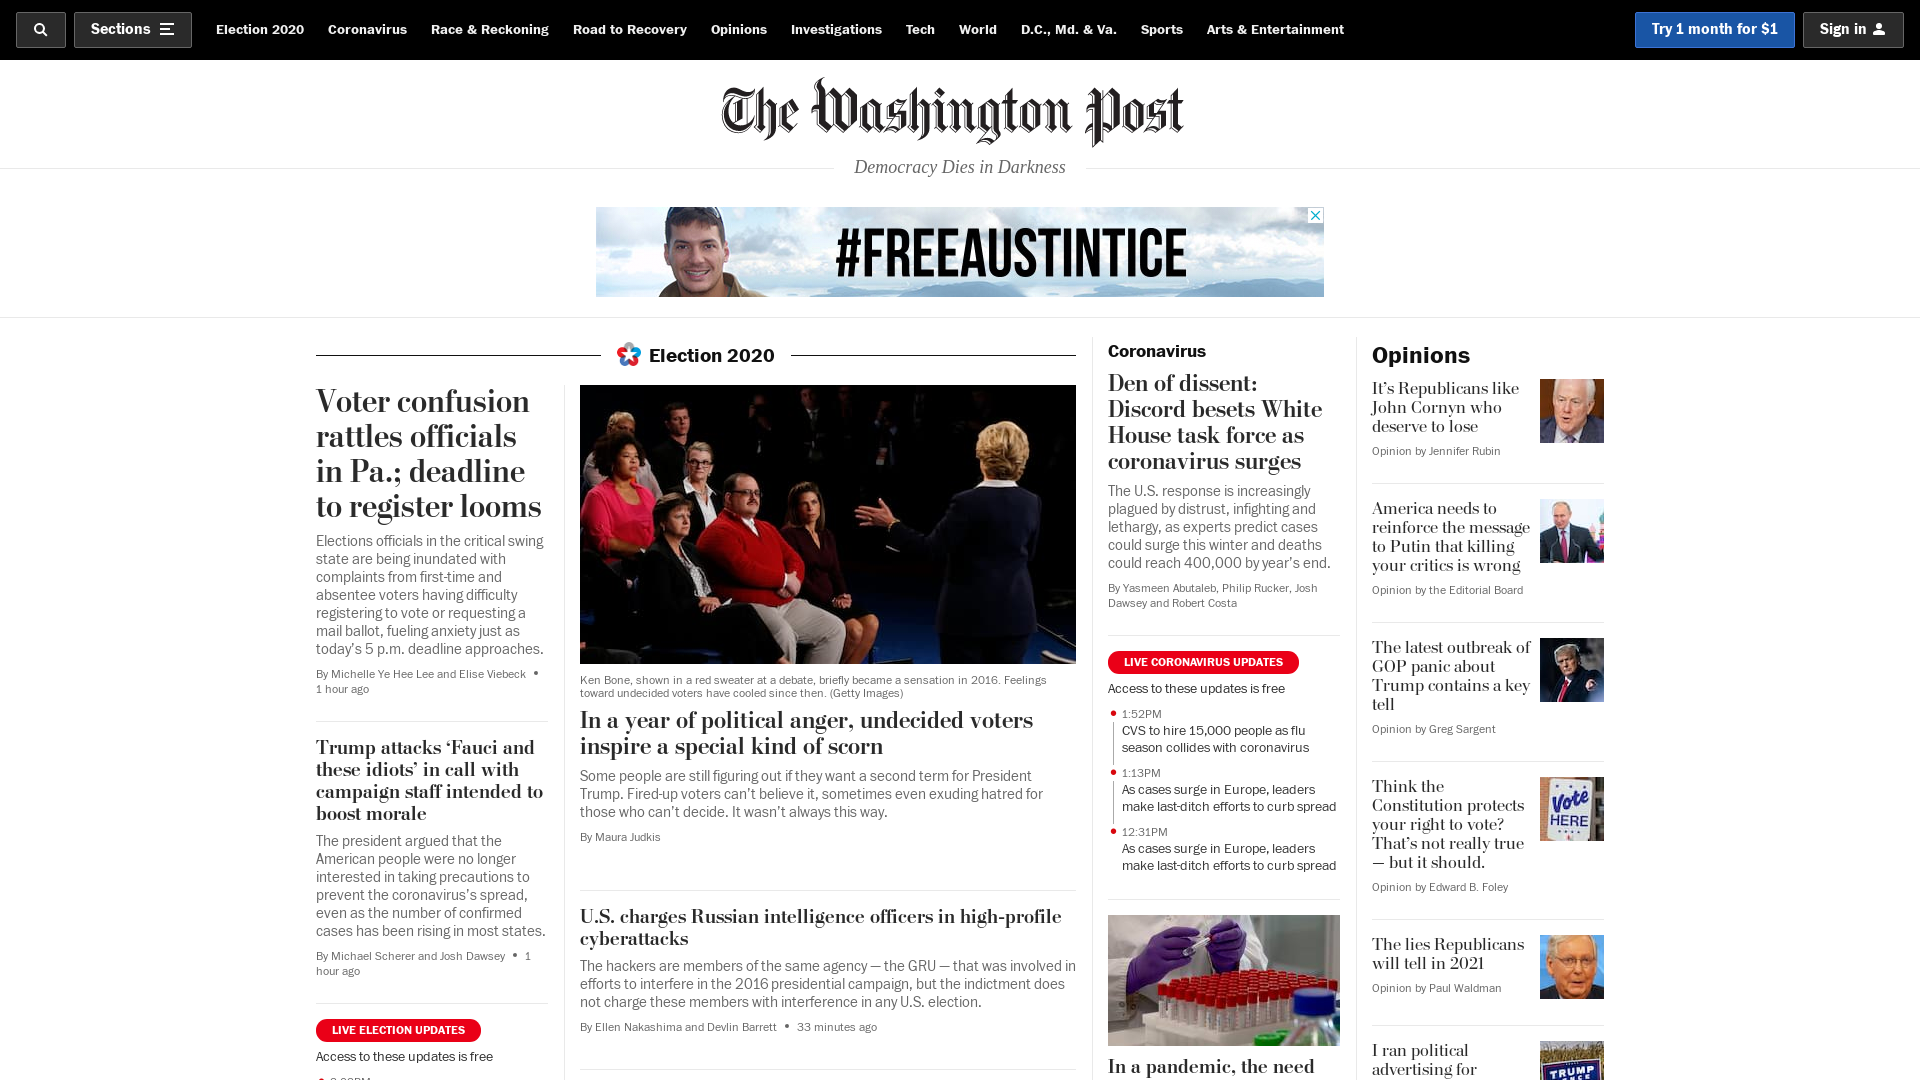 Sections
Election 2020
Coronavirus
Race & Reckoning
Road to Recovery
Opinions
Investigations
Tech
World
D.C., Md. & Va.
Sports
Arts & Entertainment
Try 1 month for $1
Sign in
The Washington Post
Democracy Dies in Darkness
#FREEAUSTINTICE
Election 2020
Voter confusion
rattles officials
in Pa.; deadline
to register looms
Elections officials in the critical swing
state are being inundated with
complaints from first-time and
absentee voters having difficulty
registering to vote or requesting a
mail ballot, fueling anxiety just as
today’s 5 p.m. deadline approaches.
By Michelle Ye Hee Lee and Elise Viebeck •
1 hour ago
Trump attacks ‘Fauci and
these idiots’ in call with
campaign staff intended to
boost morale
The president argued that the
American people were no longer
interested in taking precautions to
prevent the coronavirus’s spread,
even as the number of confirmed
cases has been rising in most states.
By Michael Scherer and Josh Dawsey • 1
hour ago
LIVE ELECTION UPDATES
Access to these updates is free
Ken Bone, shown in a red sweater at a debate, briefly became a sensation in 2016. Feelings
toward undecided voters have cooled since then. (Getty Images)
In a year of political anger, undecided voters
inspire a special kind of scorn
Some people are still figuring out if they want a second term for President
Trump. Fired-up voters can’t believe it, sometimes even exuding hatred for
those who can’t decide. It wasn’t always this way.
By Maura Judkis
U.S. charges Russian intelligence officers in high-profile
cyberattacks
The hackers are members of the same agency — the GRU — that was involved in
efforts to interfere in the 2016 presidential campaign, but the indictment does
not charge these members with interference in any U.S. election.
By Ellen Nakashima and Devlin Barrett • 33 minutes ago
Coronavirus
Den of dissent:
Discord besets White
House task force as
coronavirus surges
The U.S. response is increasingly
plagued by distrust, infighting and
lethargy, as experts predict cases
could surge this winter and deaths
could reach 400,000 by year’s end.
By Yasmeen Abutaleb, Philip Rucker, Josh
Dawsey and Robert Costa
LIVE CORONAVIRUS UPDATES
Access to these updates is free
1:52PM
CVS to hire 15,000 people as flu
season collides with coronavirus
1:13PM
As cases surge in Europe, leaders
make last-ditch efforts to curb spread
12:31PM
As cases surge in Europe, leaders
make last-ditch efforts to curb spread
In a pandemic, the need
Opinions
It’s Republicans like
John Cornyn who
deserve to lose
Opinion by Jennifer Rubin
America needs to
reinforce the message
to Putin that killing
your critics is wrong
Opinion by the Editorial Board
The latest outbreak of
GOP panic about
Trump contains a key
tell
Opinion by Greg Sargent
Think the
Constitution protects
your right to vote?
That’s not really true
— but it should.
Opinion by Edward B. Foley
Vote
HERE
The lies Republicans
will tell in 2021
Opinion by Paul Waldman
I ran political
advertising for
TRUMP